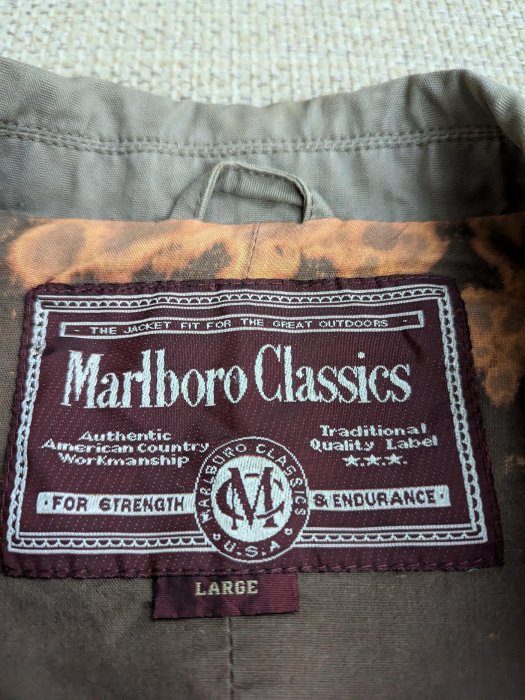 - THE JACKET FIT FOR THE GREAT OUTDOORS
Marlboro Classics
Authentic
American Country
Workmanship
Traditional
Quality Label
★.★.★.
· FOR STRENGTH
MARLBORO CLASSICS
MC
· U.S.A ·
& ENDURANCE ·
LARGE